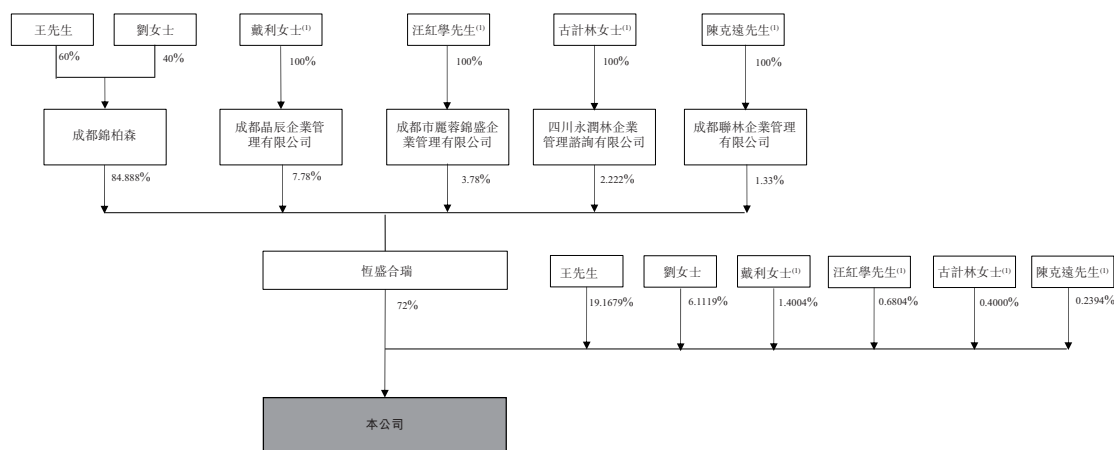 王先生
劉女士
戴利女士(1)
汪紅學先生(1)
古計林女士(1)
陳克遠先生(1)
60%
40%
100%
100%
100%
100%
成都錦柏森
成都晶辰企業管
理有限公司
成都市麗蓉錦盛企
業管理有限公司
四川永潤林企業
管理諮詢有限公司
成都聯林企業管理
有限公司
84.888%
7.78%
3.78%
2.222%
1.33%
恆盛合瑞
王先生
劉女士
戴利女士(1)
汪紅學先生(1)
古計林女士(1)
陳克遠先生(1)
72%
19.1679%
6.1119%
1.4004%
0.6804%
0.4000%
0.2394%
本公司